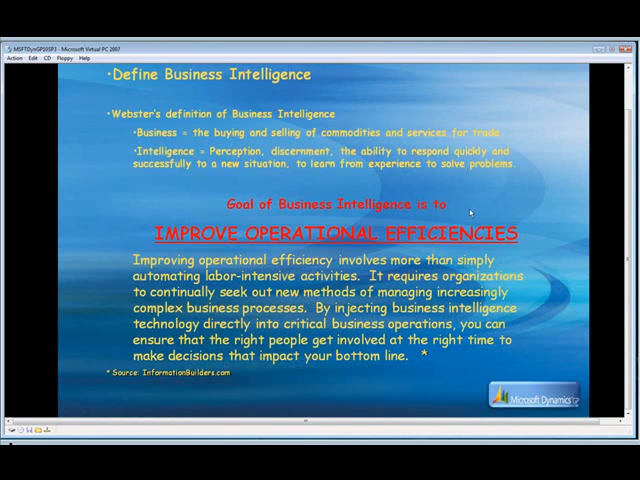 MSFTDynGP10SP3 - Microsoft Virtual PC 2007
Action Edit CD Floppy Help
•Define Business Intelligence
•Webster's definition of Business Intelligence
•Business = the buying and selling of commodities and services for trade.
•Intelligence = Perception, discernment, the ability to respond quickly and
successfully to a new situation, to learn from experience to solve problems.
Goal of Business Intelligence is to
IMPROVE OPERATIONAL EFFICIENCIES
Improving operational efficiency involves more than simply
automating labor-intensive activities. It requires organizations
to continually seek out new methods of managing increasingly
complex business processes. By injecting business intelligence
technology directly into critical business operations, you can
ensure that the right people get involved at the right time to
make decisions that impact your bottom line. *
* Source: InformationBuilders.com
Microsoft Dynamics